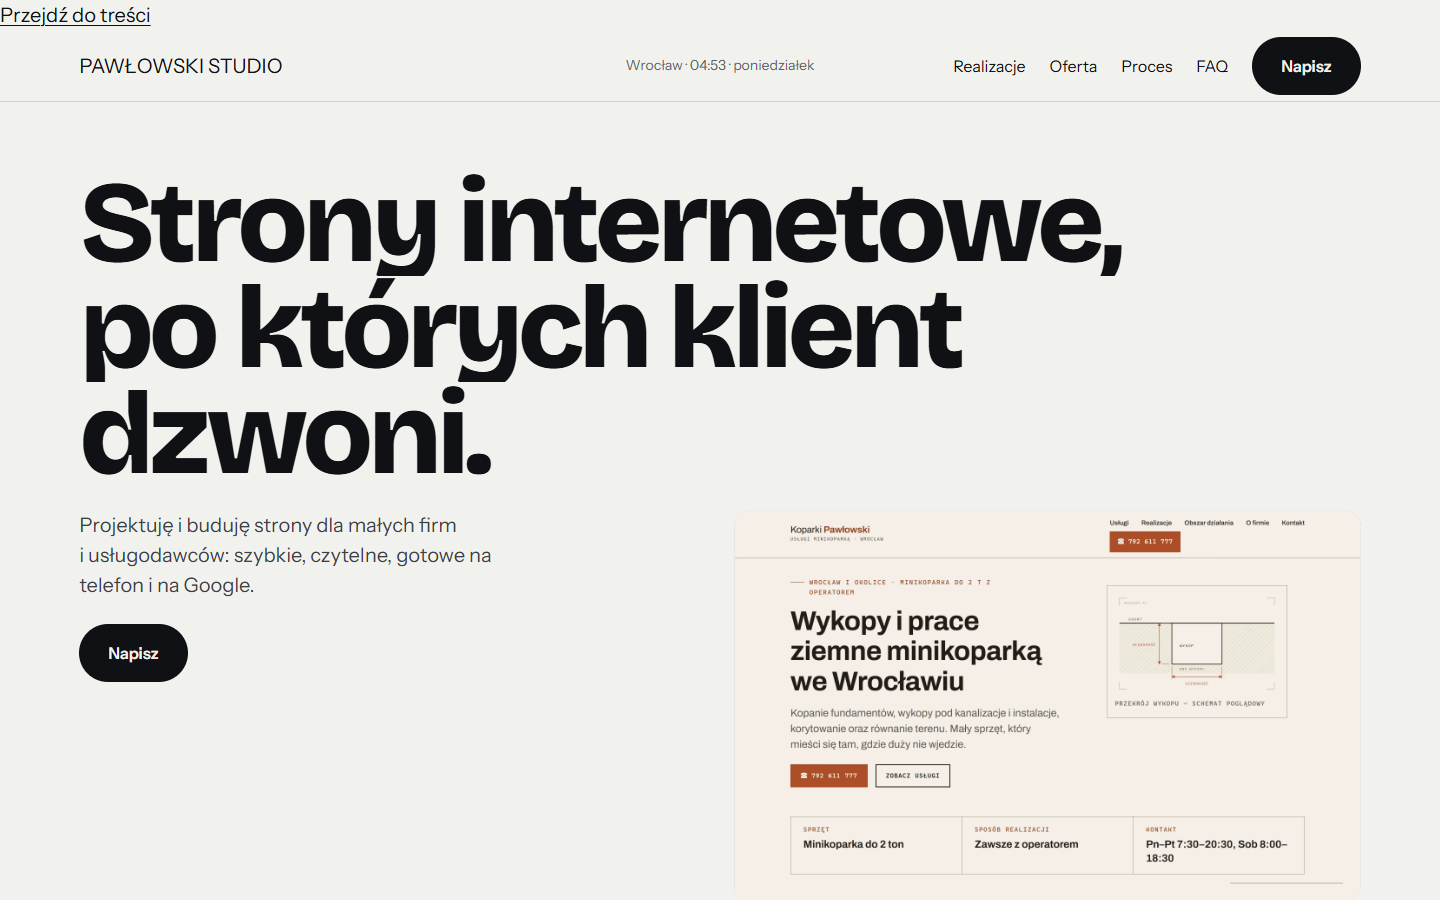 Przejdź do treści
PAWŁOWSKI STUDIO
Wrocław · 04:53 · poniedziałek
Realizacje Oferta Proces FAQ Napisz
Strony internetowe,
po których klient
dzwoni.
Projektuję i buduję strony dla małych firm
i usługodawców: szybkie, czytelne, gotowe na
telefon i na Google.
Napisz
Koparki Pawłowski
USŁUGI MINIKOPARKĄ · WROCŁAW
Usługi Realizacje Obszar działania O firmie Kontakt
☎ 792 611 777
WROCŁAW I OKOLICE · MINIKOPARKA DO 2 T Z
OPERATOREM
Wykopy i prace
ziemne minikoparką
we Wrocławiu
Kopanie fundamentów, wykopy pod kanalizacje i instalacje,
korytowanie oraz równanie terenu. Mały sprzęt, który
mieści się tam, gdzie duży nie wjedzie.
☎ 792 611 777
ZOBACZ USŁUGI
WYKOP
SZEROKOŚĆ
PRZEKRÓJ WYKOPU — SCHEMAT POGLĄDOWY
SPRZĘT
Minikoparka do 2 ton
SPOSÓB REALIZACJI
Zawsze z operatorem
KONTAKT
Pn–Pt 7:30–20:30, Sob 8:00–
18:30